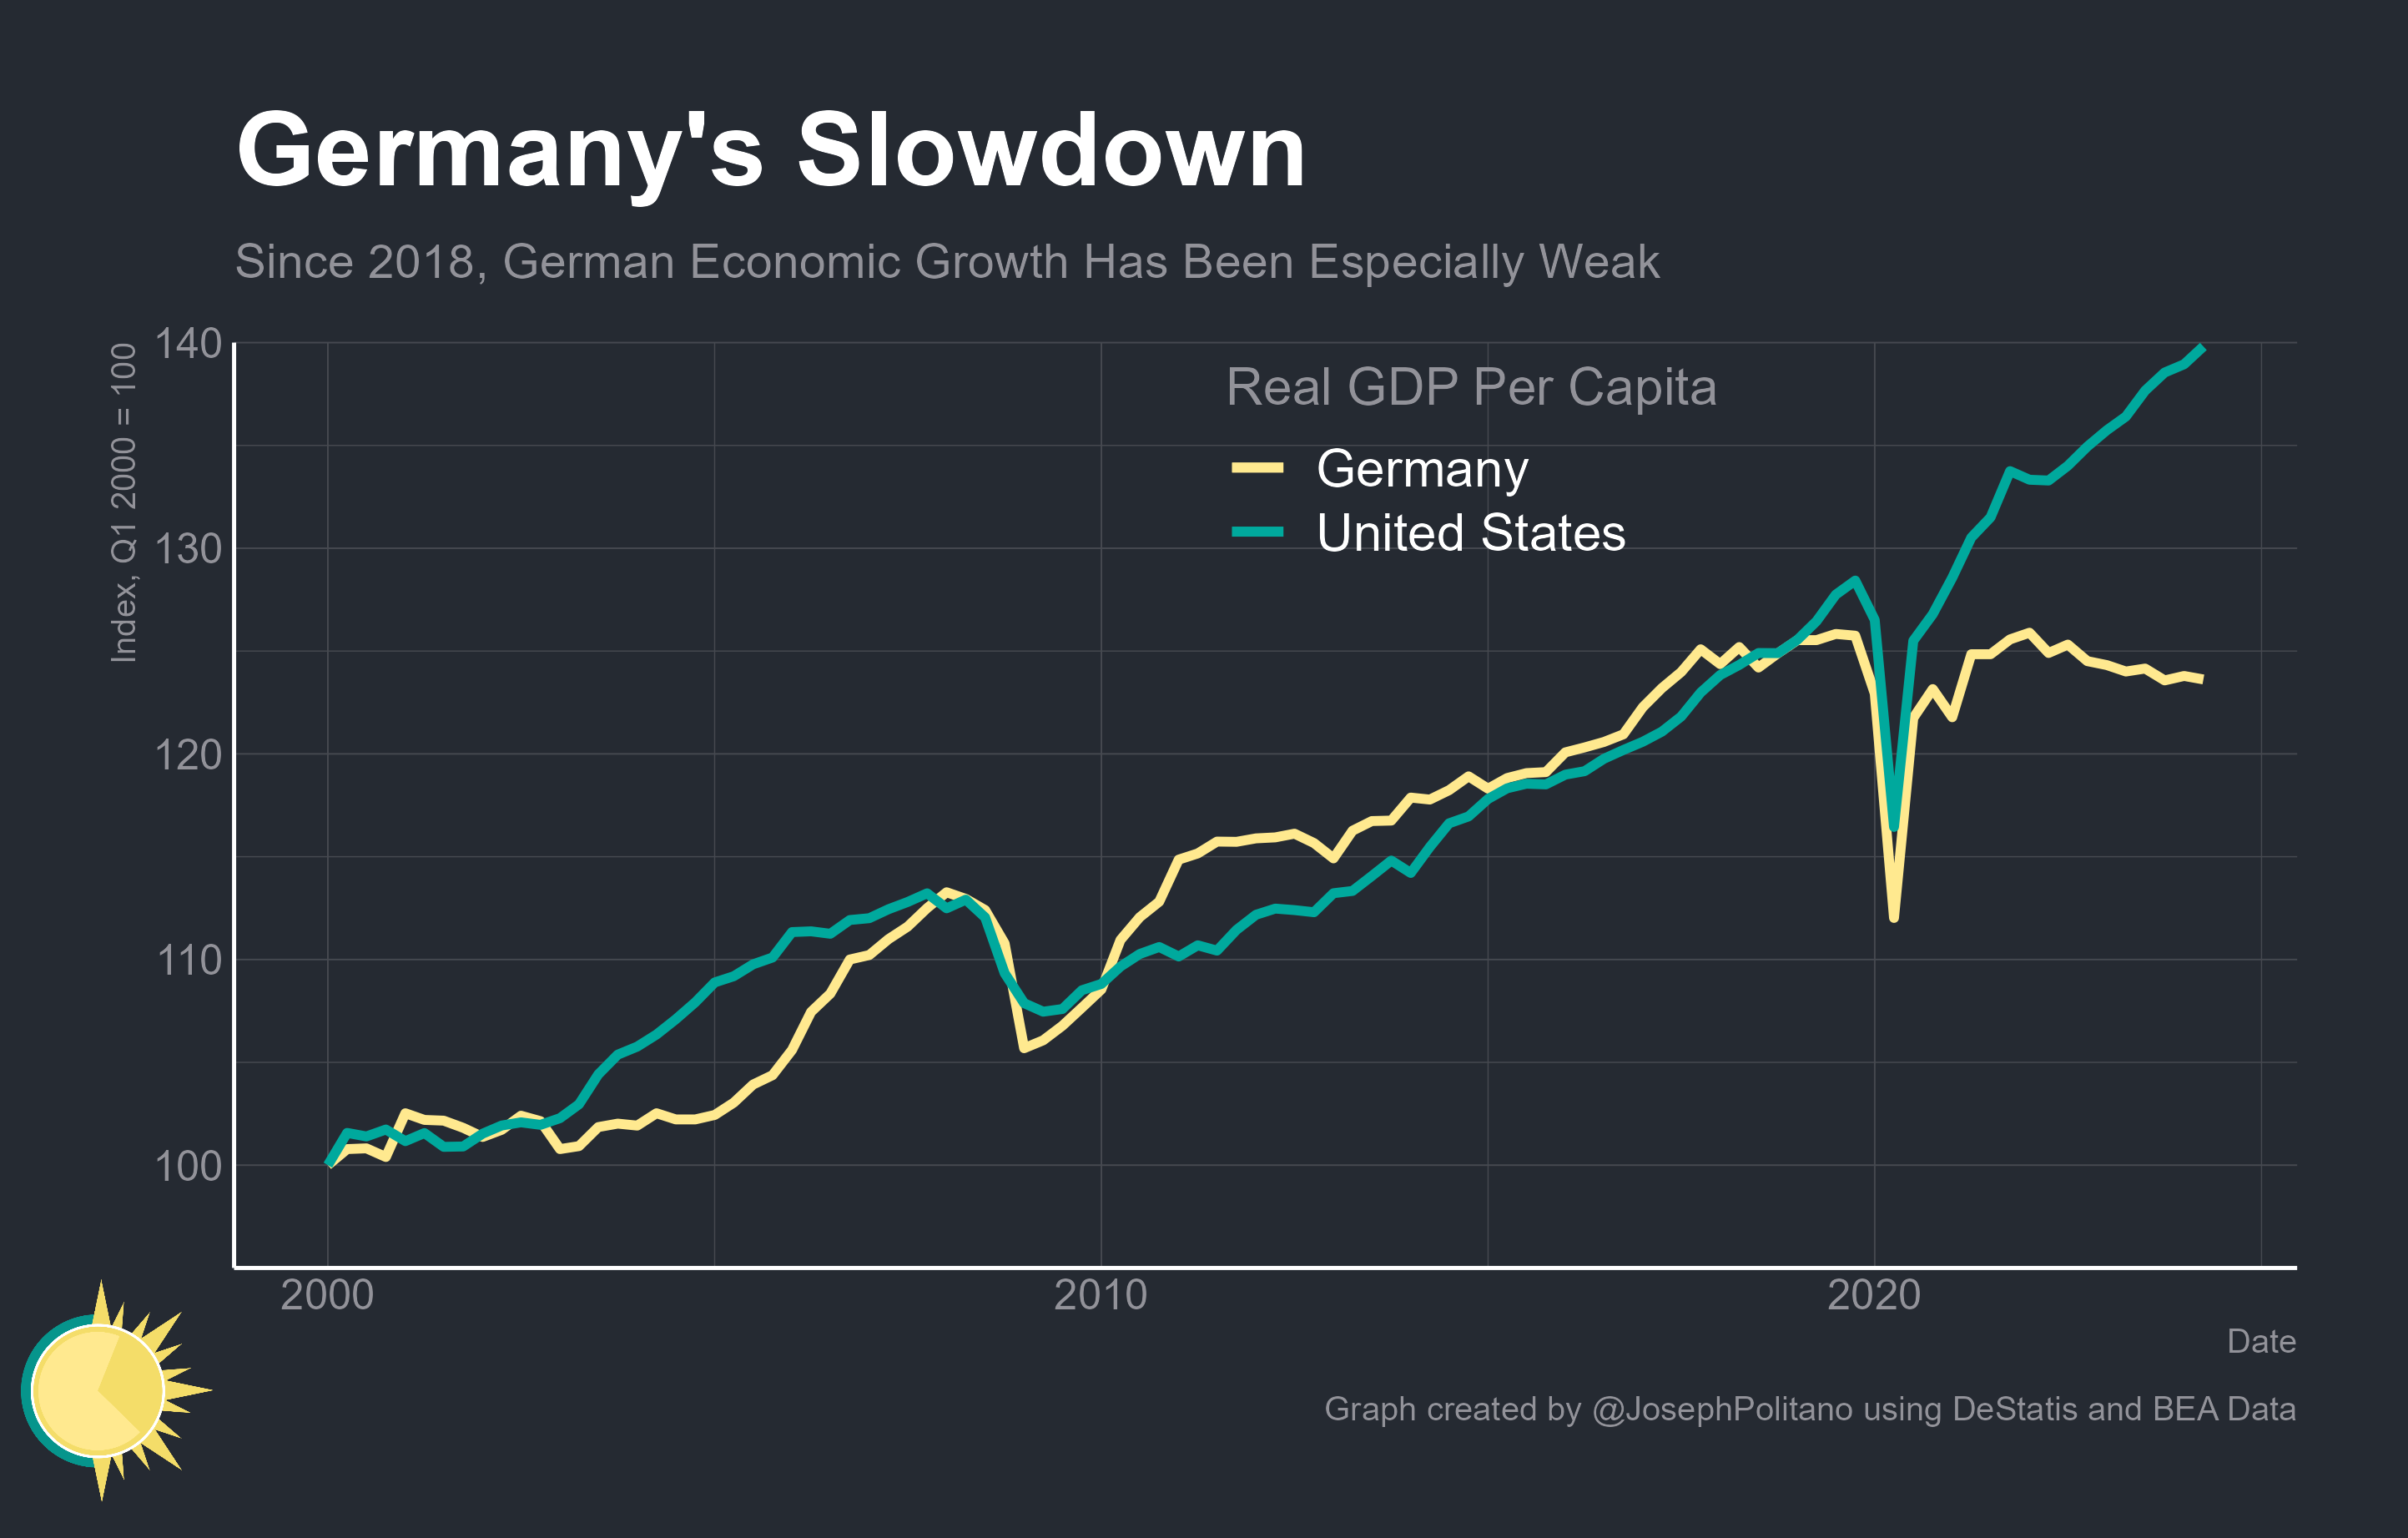 Germany's Slowdown
Since 2018, German Economic Growth Has Been Especially Weak
Index, Q1 2000 = 100
140
130
120
110
100
Real GDP Per Capita
Germany
United States
2000
2010
2020
Date
Graph created by @JosephPolitano using DeStatis and BEA Data